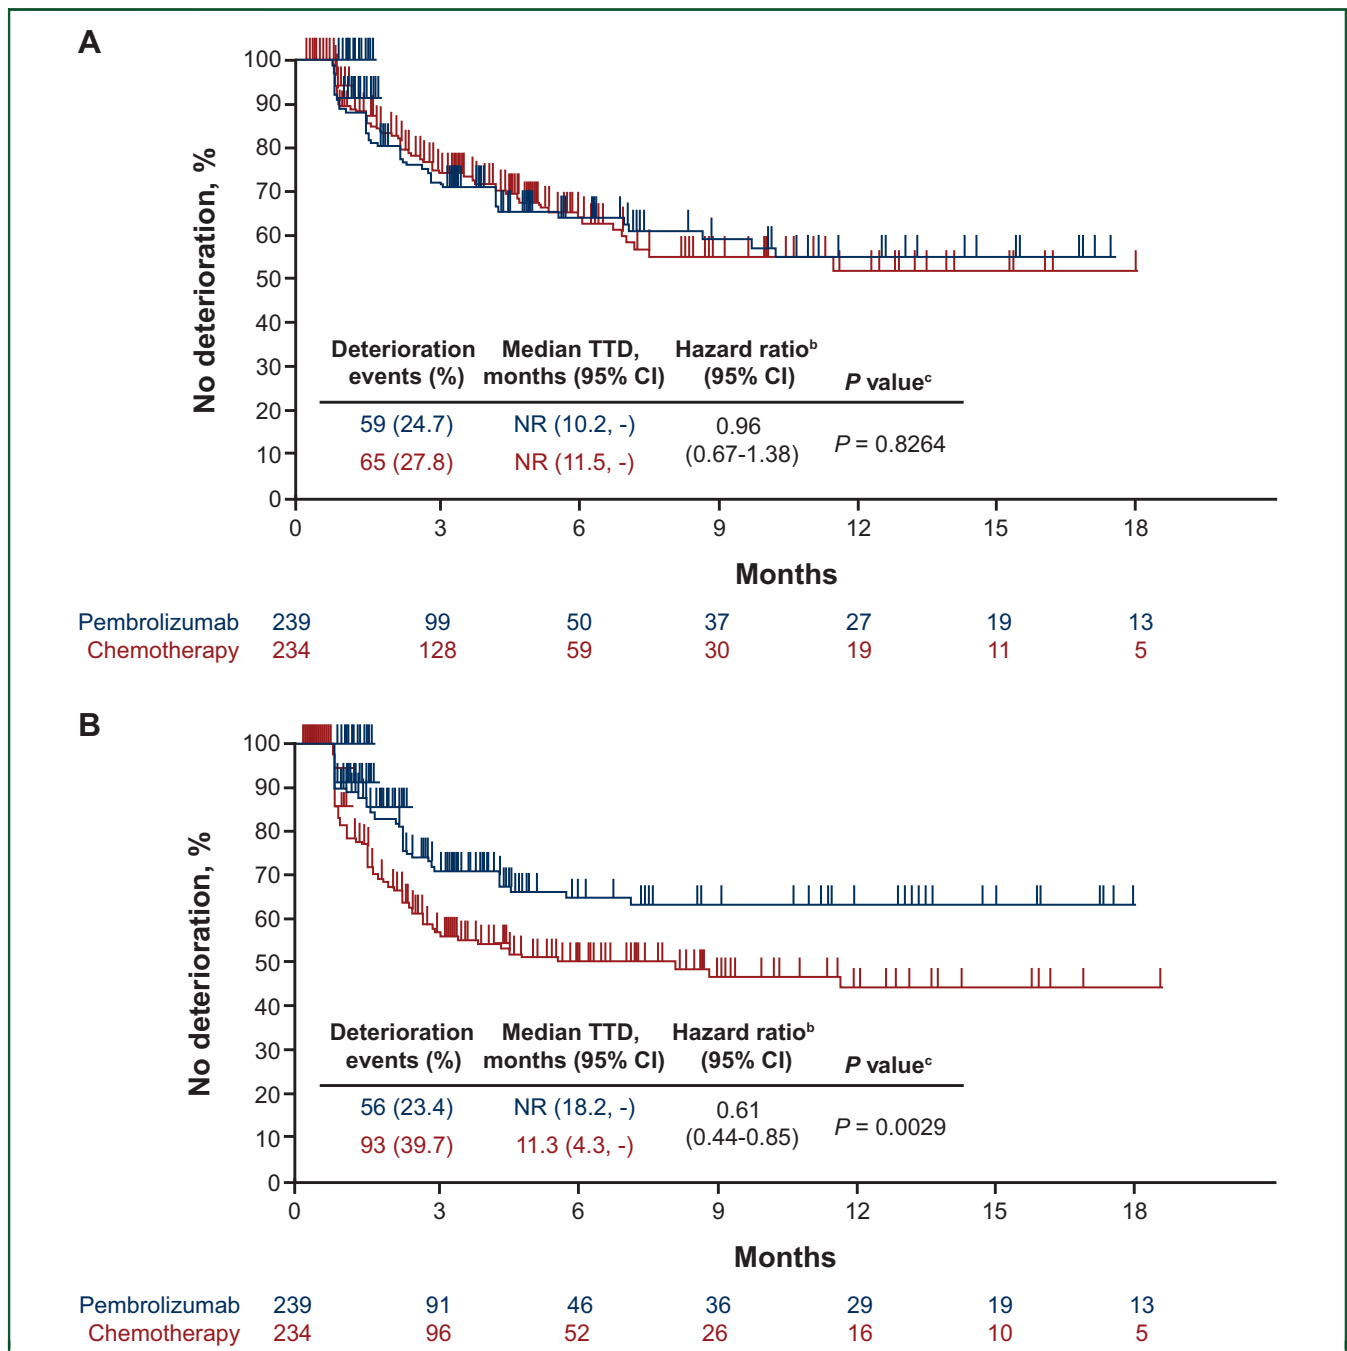 A
100
90
80
70
60
50
40
30
20
10
0
No deterioration, %
Deterioration Median TTD, Hazard ratioᵇ
events (%) months (95% CI) (95% CI) P valueᶜ
59 (24.7) NR (10.2, -) 0.96
(0.67-1.38) P = 0.8264
65 (27.8) NR (11.5, -)
0 3 6 9 12 15 18
Months
Pembrolizumab 239 99 50 37 27 19 13
Chemotherapy 234 128 59 30 19 11 5
B
100
90
80
70
60
50
40
30
20
10
0
No deterioration, %
Deterioration Median TTD, Hazard ratioᵇ
events (%) months (95% CI) (95% CI) P valueᶜ
56 (23.4) NR (18.2, -) 0.61
(0.44-0.85) P = 0.0029
93 (39.7) 11.3 (4.3, -)
0 3 6 9 12 15 18
Months
Pembrolizumab 239 91 46 36 29 19 13
Chemotherapy 234 96 52 26 16 10 5